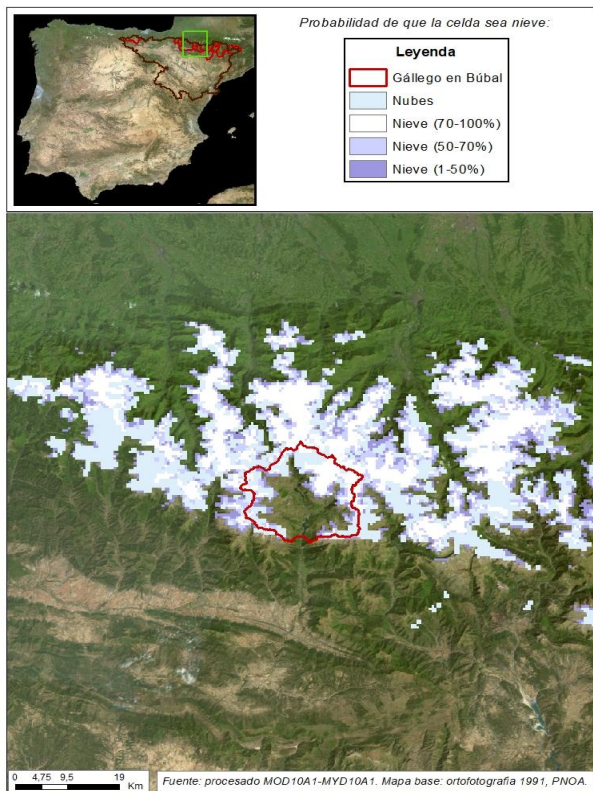 Probabilidad de que la celda sea nieve:
Leyenda
Gállego en Búbal
Nubes
Nieve (70-100%)
Nieve (50-70%)
Nieve (1-50%)
0 4,75 9,5 19
Km
Fuente: procesado MOD10A1-MYD10A1. Mapa base: ortofotografia 1991, PNOA.